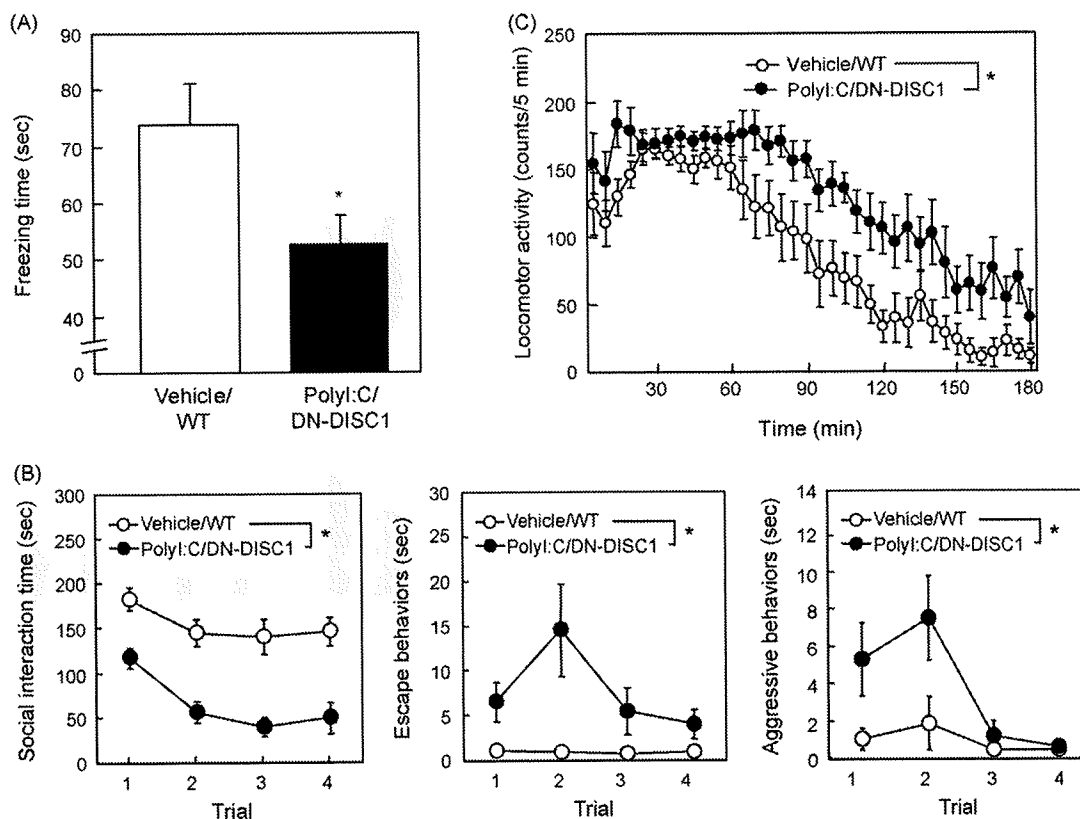 (A)
90
80
70
60
50
40
0
Freezing time (sec)
*
Vehicle/
WT
PolyI:C/
DN-DISC1
(C)
250
200
150
100
50
0
Locomotor activity (counts/5 min)
Vehicle/WT
PolyI:C/DN-DISC1
*
30 60 90 120 150 180
Time (min)
(B)
300
250
200
150
100
50
0
Social interaction time (sec)
Vehicle/WT
PolyI:C/DN-DISC1
*
1 2 3 4
Trial
30
25
20
15
10
5
0
Escape behaviors (sec)
Vehicle/WT
PolyI:C/DN-DISC1
*
1 2 3 4
Trial
14
12
10
8
6
4
2
0
Aggressive behaviors (sec)
Vehicle/WT
PolyI:C/DN-DISC1
*
1 2 3 4
Trial